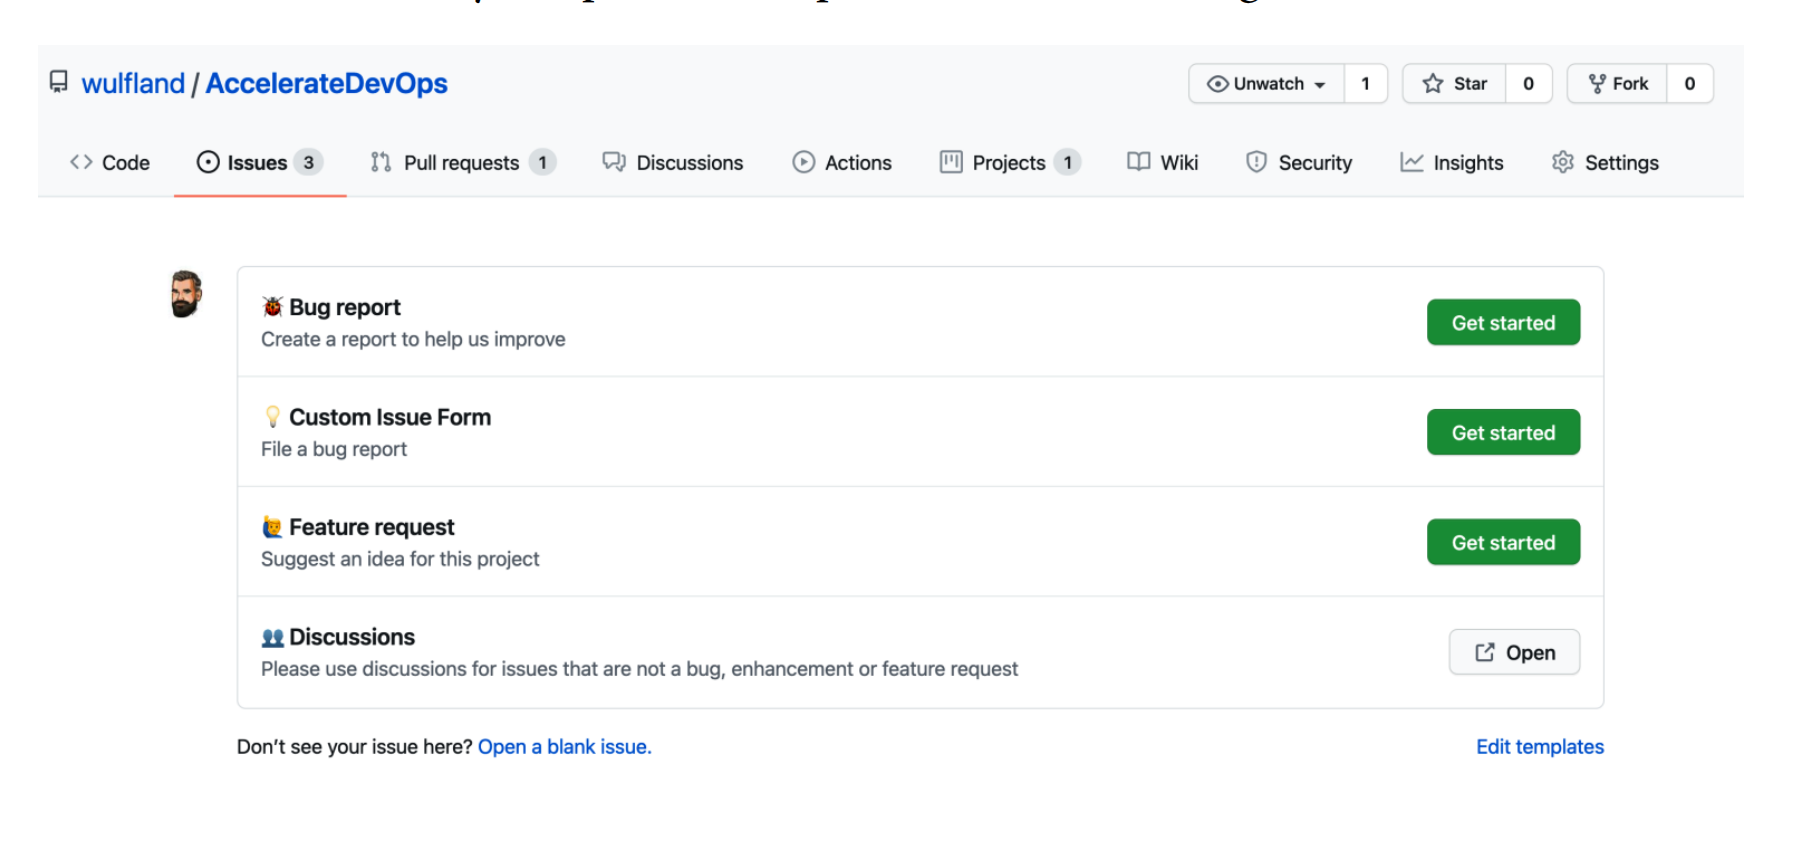 wulfland / AccelerateDevOps
Unwatch 1 Star 0 Fork 0
Code Issues 3 Pull requests 1 Discussions Actions Projects 1 Wiki Security Insights Settings
🐞 Bug report
Create a report to help us improve
Get started
💡 Custom Issue Form
File a bug report
Get started
🙋‍♂️ Feature request
Suggest an idea for this project
Get started
👥 Discussions
Please use discussions for issues that are not a bug, enhancement or feature request
Open
Don't see your issue here? Open a blank issue.
Edit templates